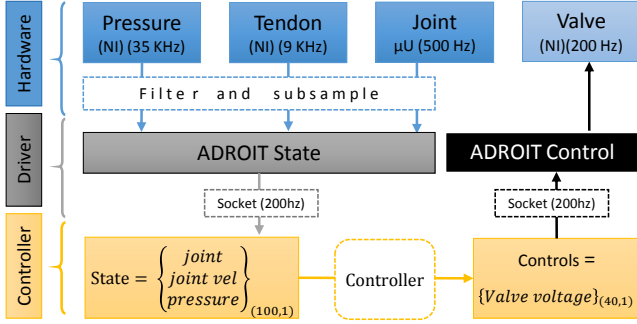 Hardware
Pressure
(NI) (35 KHz)
Tendon
(NI) (9 KHz)
Joint
µU (500 Hz)
Valve
(NI)(200 Hz)
Filter and subsample
Driver
ADROIT State
ADROIT Control
Socket (200hz)
Socket (200hz)
Controller
State = { joint
joint vel
pressure }(100,1)
Controller
Controls =
{Valve voltage}(40,1)